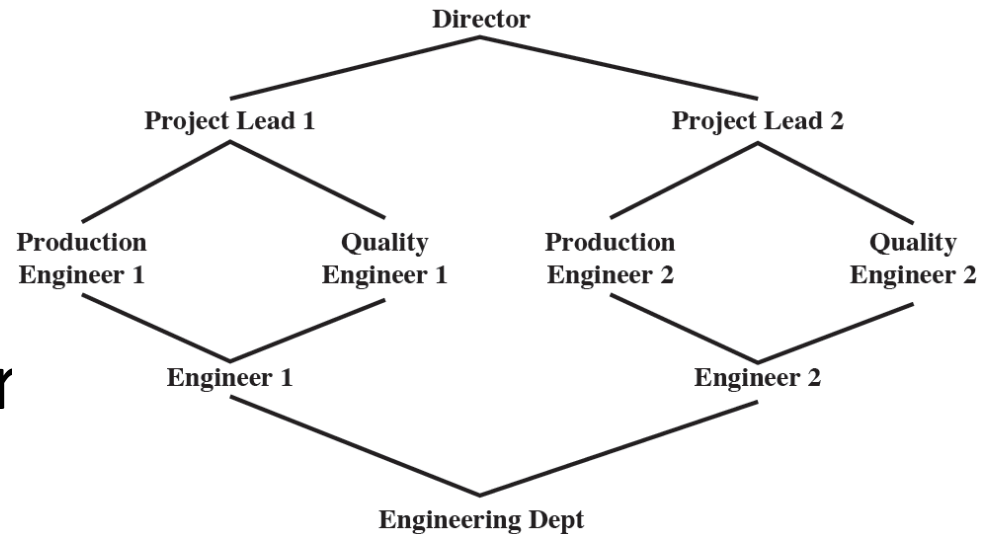 Director
Project Lead 1
Project Lead 2
Production
Engineer 1
Quality
Engineer 1
Production
Engineer 2
Quality
Engineer 2
r
Engineer 1
Engineer 2
Engineering Dept